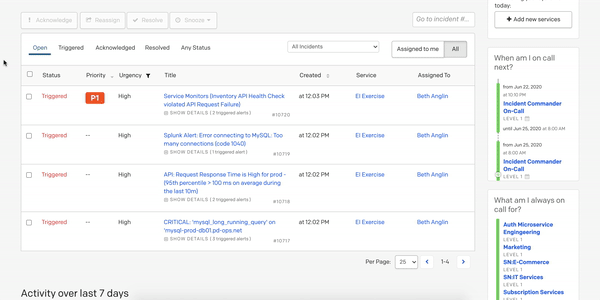 Acknowledge Reassign Resolve Snooze
Go to incident #...
Open Triggered Acknowledged Resolved Any Status
All Incidents
Assigned to me All
Status Priority Urgency Title Created Service Assigned To
Triggered P1 High Service Monitors (Inventory API Health Check at 12:03 PM EI Exercise Beth Anglin
violated API Request Failure)
SHOW DETAILS (3 triggered alerts) #10720
Triggered -- High Splunk Alert: Error connecting to MySQL: Too at 12:02 PM EI Exercise Beth Anglin
many connections (code 1040)
SHOW DETAILS (1 triggered alert) #10719
Triggered -- High API: Request Response Time is High for prod - at 12:02 PM EI Exercise Beth Anglin
(95th percentile > 100 ms on average during
the last 10m)
SHOW DETAILS (2 triggered alerts) #10718
Triggered -- High CRITICAL: 'mysql_long_running_query' on at 12:02 PM EI Exercise Beth Anglin
'mysql-prod-db01.pd-ops.net
SHOW DETAILS (3 triggered alerts) #10717
Per Page: 25 1-4
Activity over last 7 days
today.
+ Add new services
When am I on call
next?
from Jun 22, 2020
at 10:10 PM
Incident Commander
On-Call
LEVEL 1
until Jun 25, 2020 at 8:00 AM
from Jun 26, 2020
at 8:00 AM
Incident Commander
On-Call
LEVEL 1
What am I always on
call for?
Auth Microservice
Engingeering
LEVEL 1
Marketing
LEVEL 1
SN:E-Commerce
LEVEL 1
SN:IT Services
LEVEL 1
Subscription Services
LEVEL 1